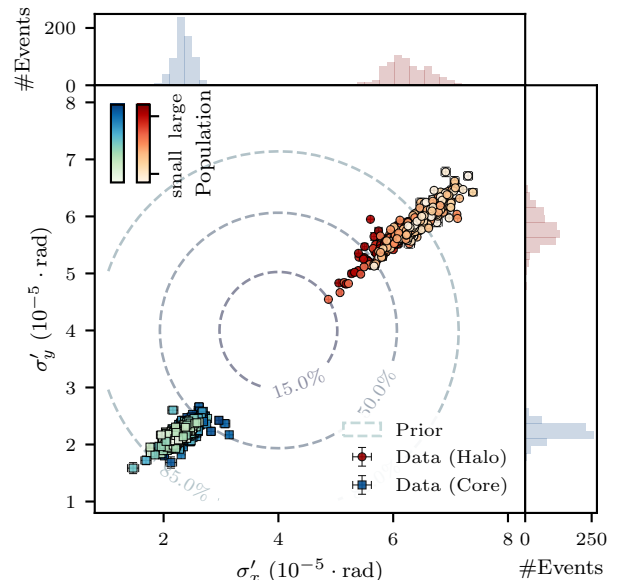 #Events
200
0
8
7
6
5
4
3
2
1
σ′y (10⁻⁵ · rad)
small large
Population
15.0%
50.0%
85.0%
Prior
Data (Halo)
Data (Core)
2
4
6
8
σ′x (10⁻⁵ · rad)
0
250
#Events